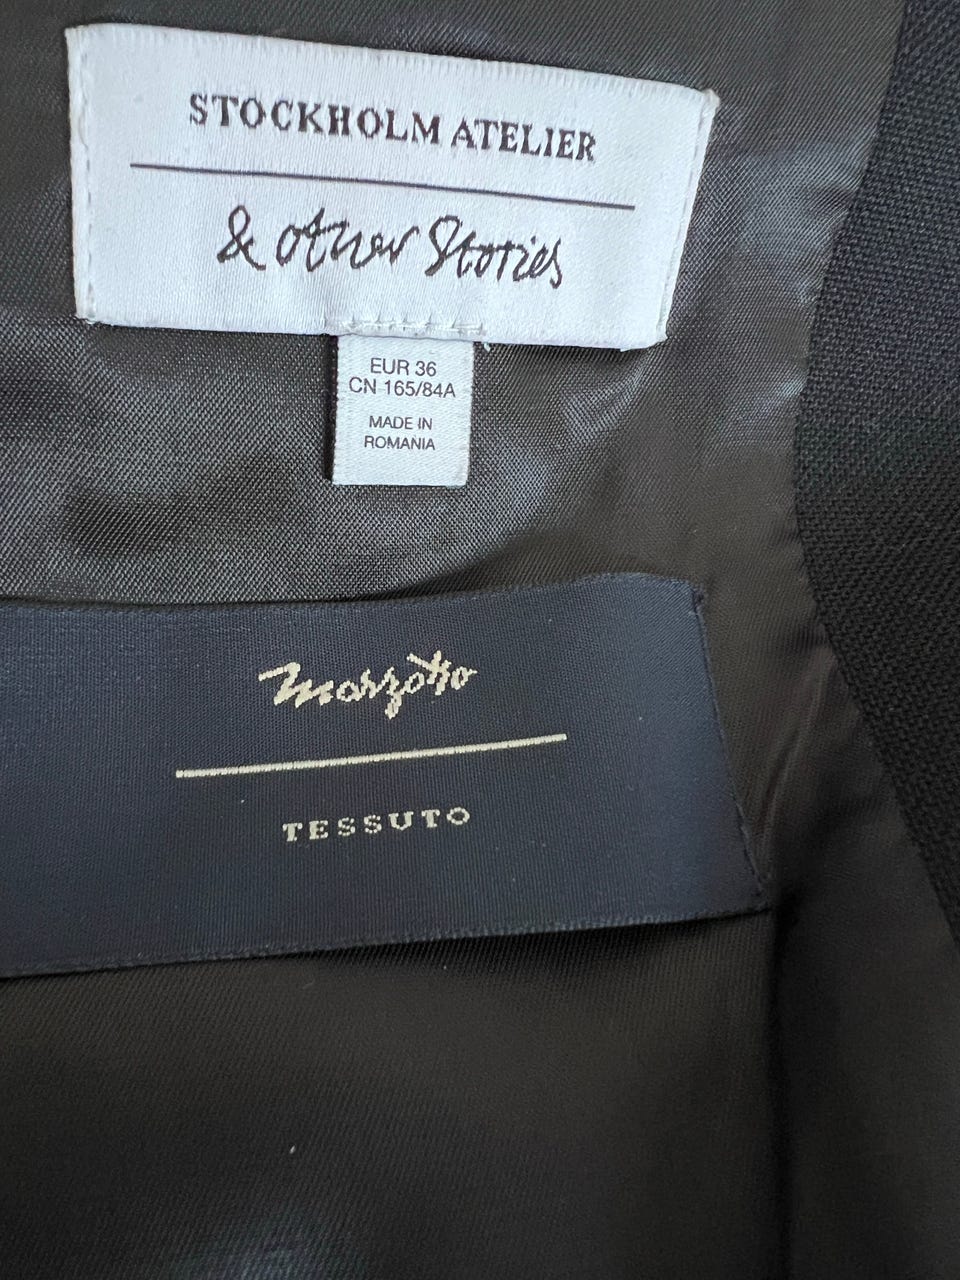 STOCKHOLM ATELIER
& other Stories
EUR 36
CN 165/84A
MADE IN
ROMANIA
Marzotto
TESSUTO